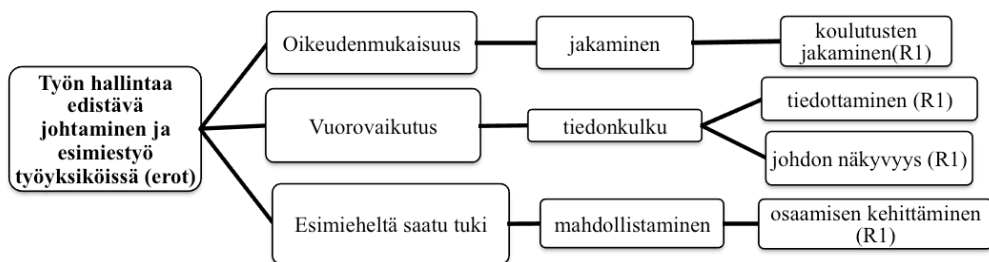 Työn hallintaa
edistävä
johtaminen ja
esimiestyö
työyksiköissä (erot)
Oikeudenmukaisuus
jakaminen
koulutusten
jakaminen(R1)
Vuorovaikutus
tiedonkulku
tiedottaminen (R1)
johdon näkyvyys (R1)
Esimieheltä saatu tuki
mahdollistaminen
osaamisen kehittäminen
(R1)